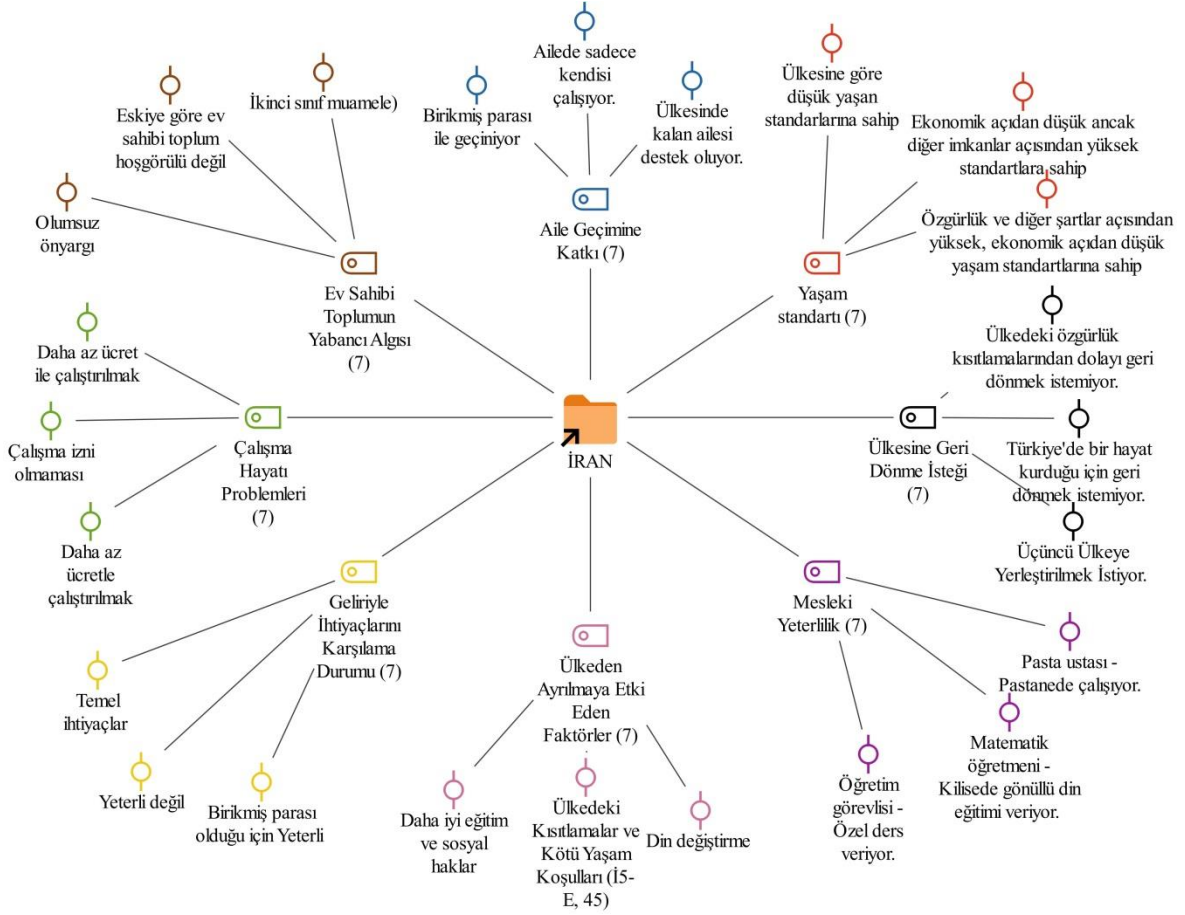 Ailede sadece
kendisi
çalışıyor.
İkinci sınıf muamele)
Eskiye göre ev
sahibi toplum
hoşgörülü değil
Olumsuz
önyargı
Ev Sahibi
Toplumun
Yabancı Algısı
(7)
Birikmiş parası
ile geçiniyor
Ülkesinde
kalan ailesi
destek oluyor.
Aile Geçimine
Katkı (7)
Ülkesine göre
düşük yaşan
standartlarına sahip
Ekonomik açıdan düşük ancak
diğer imkanlar açısından yüksek
standartlara sahip
Özgürlük ve diğer şartlar açısından
yüksek, ekonomik açıdan düşük
yaşam standartlarına sahip
Yaşam
standartı (7)
Daha az ücret
ile çalıştırılmak
Çalışma izni
olmaması
Daha az
ücretle
çalıştırılmak
Çalışma
Hayatı
Problemleri
(7)
İRAN
Ülkesine Geri
Dönme İsteği
(7)
Ülkedeki özgürlük
kısıtlamalarından dolayı geri
dönmek istemiyor.
Türkiye'de bir hayat
kurduğu için geri
dönmek istemiyor.
Üçüncü Ülkeye
Yerleştirilmek İstiyor.
Geliriyle
İhtiyaçlarını
Karşılama
Durumu (7)
Temel
ihtiyaçlar
Yeterli değil
Birikmiş parası
olduğu için Yeterli
Ülkeden
Ayrılmaya Etki
Eden
Faktörler (7)
Daha iyi eğitim
ve sosyal
haklar
Ülkedeki
Kısıtlamalar ve
Kötü Yaşam
Koşulları (İ5-
E, 45)
Din değiştirme
Mesleki
Yeterlilik (7)
Pasta ustası -
Pastanede çalışıyor.
Matematik
öğretmeni -
Kilisede gönüllü din
eğitimi veriyor.
Öğretim
görevlisi -
Özel ders
veriyor.